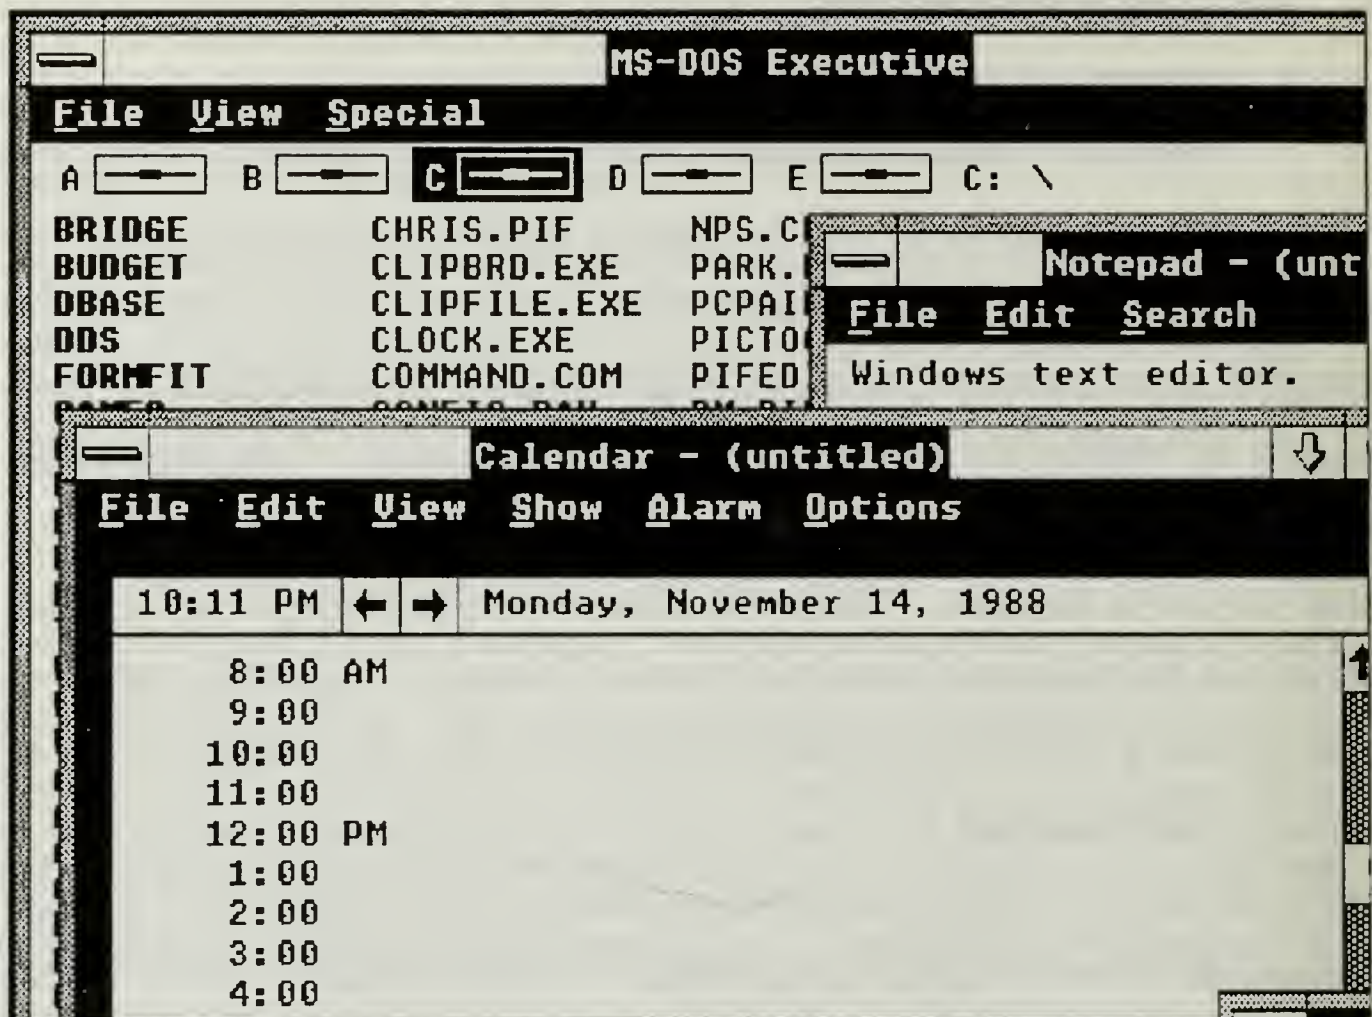 MS-DOS Executive
File View Special
A B C D E C: \
BRIDGE CHRIS.PIF NPS.C
BUDGET CLIPBRD.EXE PARK.
DBASE CLIPFILE.EXE PCPAI
DDS CLOCK.EXE PICTO
FORMFIT COMMAND.COM PIFED
Notepad - (unt
File Edit Search
Windows text editor.
Calendar - (untitled)
File Edit View Show Alarm Options
10:11 PM Monday, November 14, 1988
8:00 AM
9:00
10:00
11:00
12:00 PM
1:00
2:00
3:00
4:00